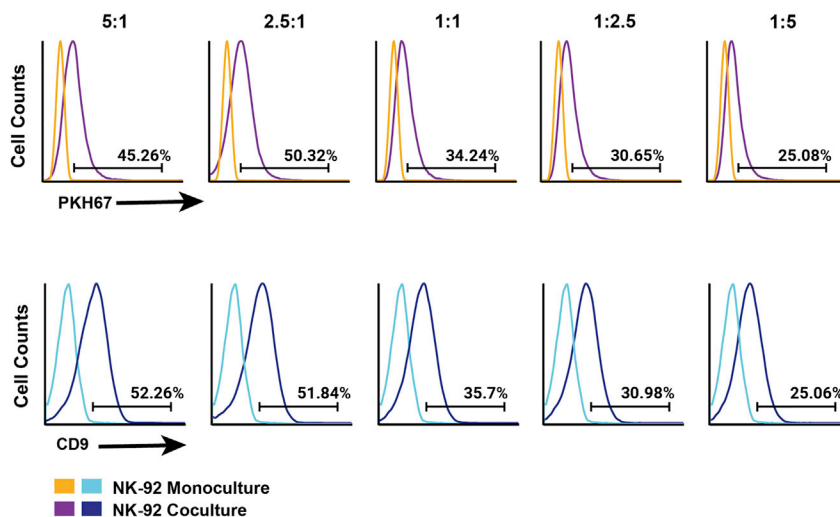 5:1 2.5:1 1:1 1:2.5 1:5
Cell Counts
45.26% 50.32% 34.24% 30.65% 25.08%
PKH67
Cell Counts
52.26% 51.84% 35.7% 30.98% 25.06%
CD9
NK-92 Monoculture
NK-92 Coculture